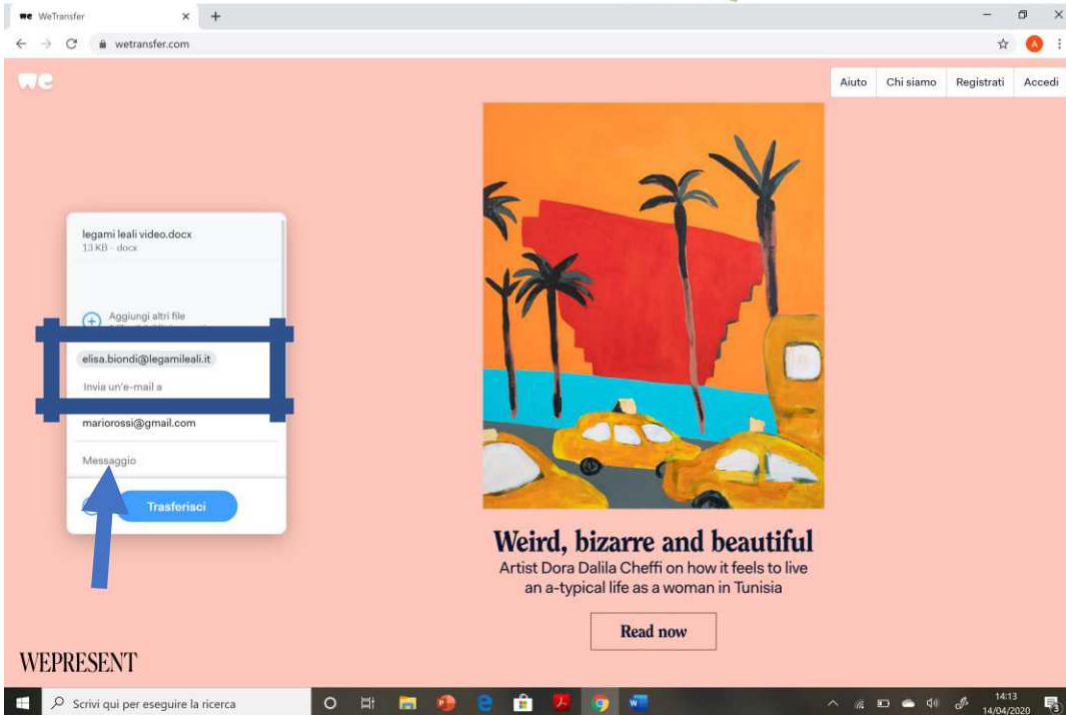 we WeTransfer
wetransfer.com
A
we
Aiuto Chi siamo Registrati Accedi
legami leali video.docx
13 KB - docx
Aggiungi altri file
elisa.biondi@legamileali.it
Invia un'e-mail a
mariorossi@gmail.com
Messaggio
Trasferisci
Weird, bizarre and beautiful
Artist Dora Dalila Cheffi on how it feels to live
an a-typical life as a woman in Tunisia
Read now
WEPRESENT
Scrivi qui per eseguire la ricerca
14:13
14/04/2020
3